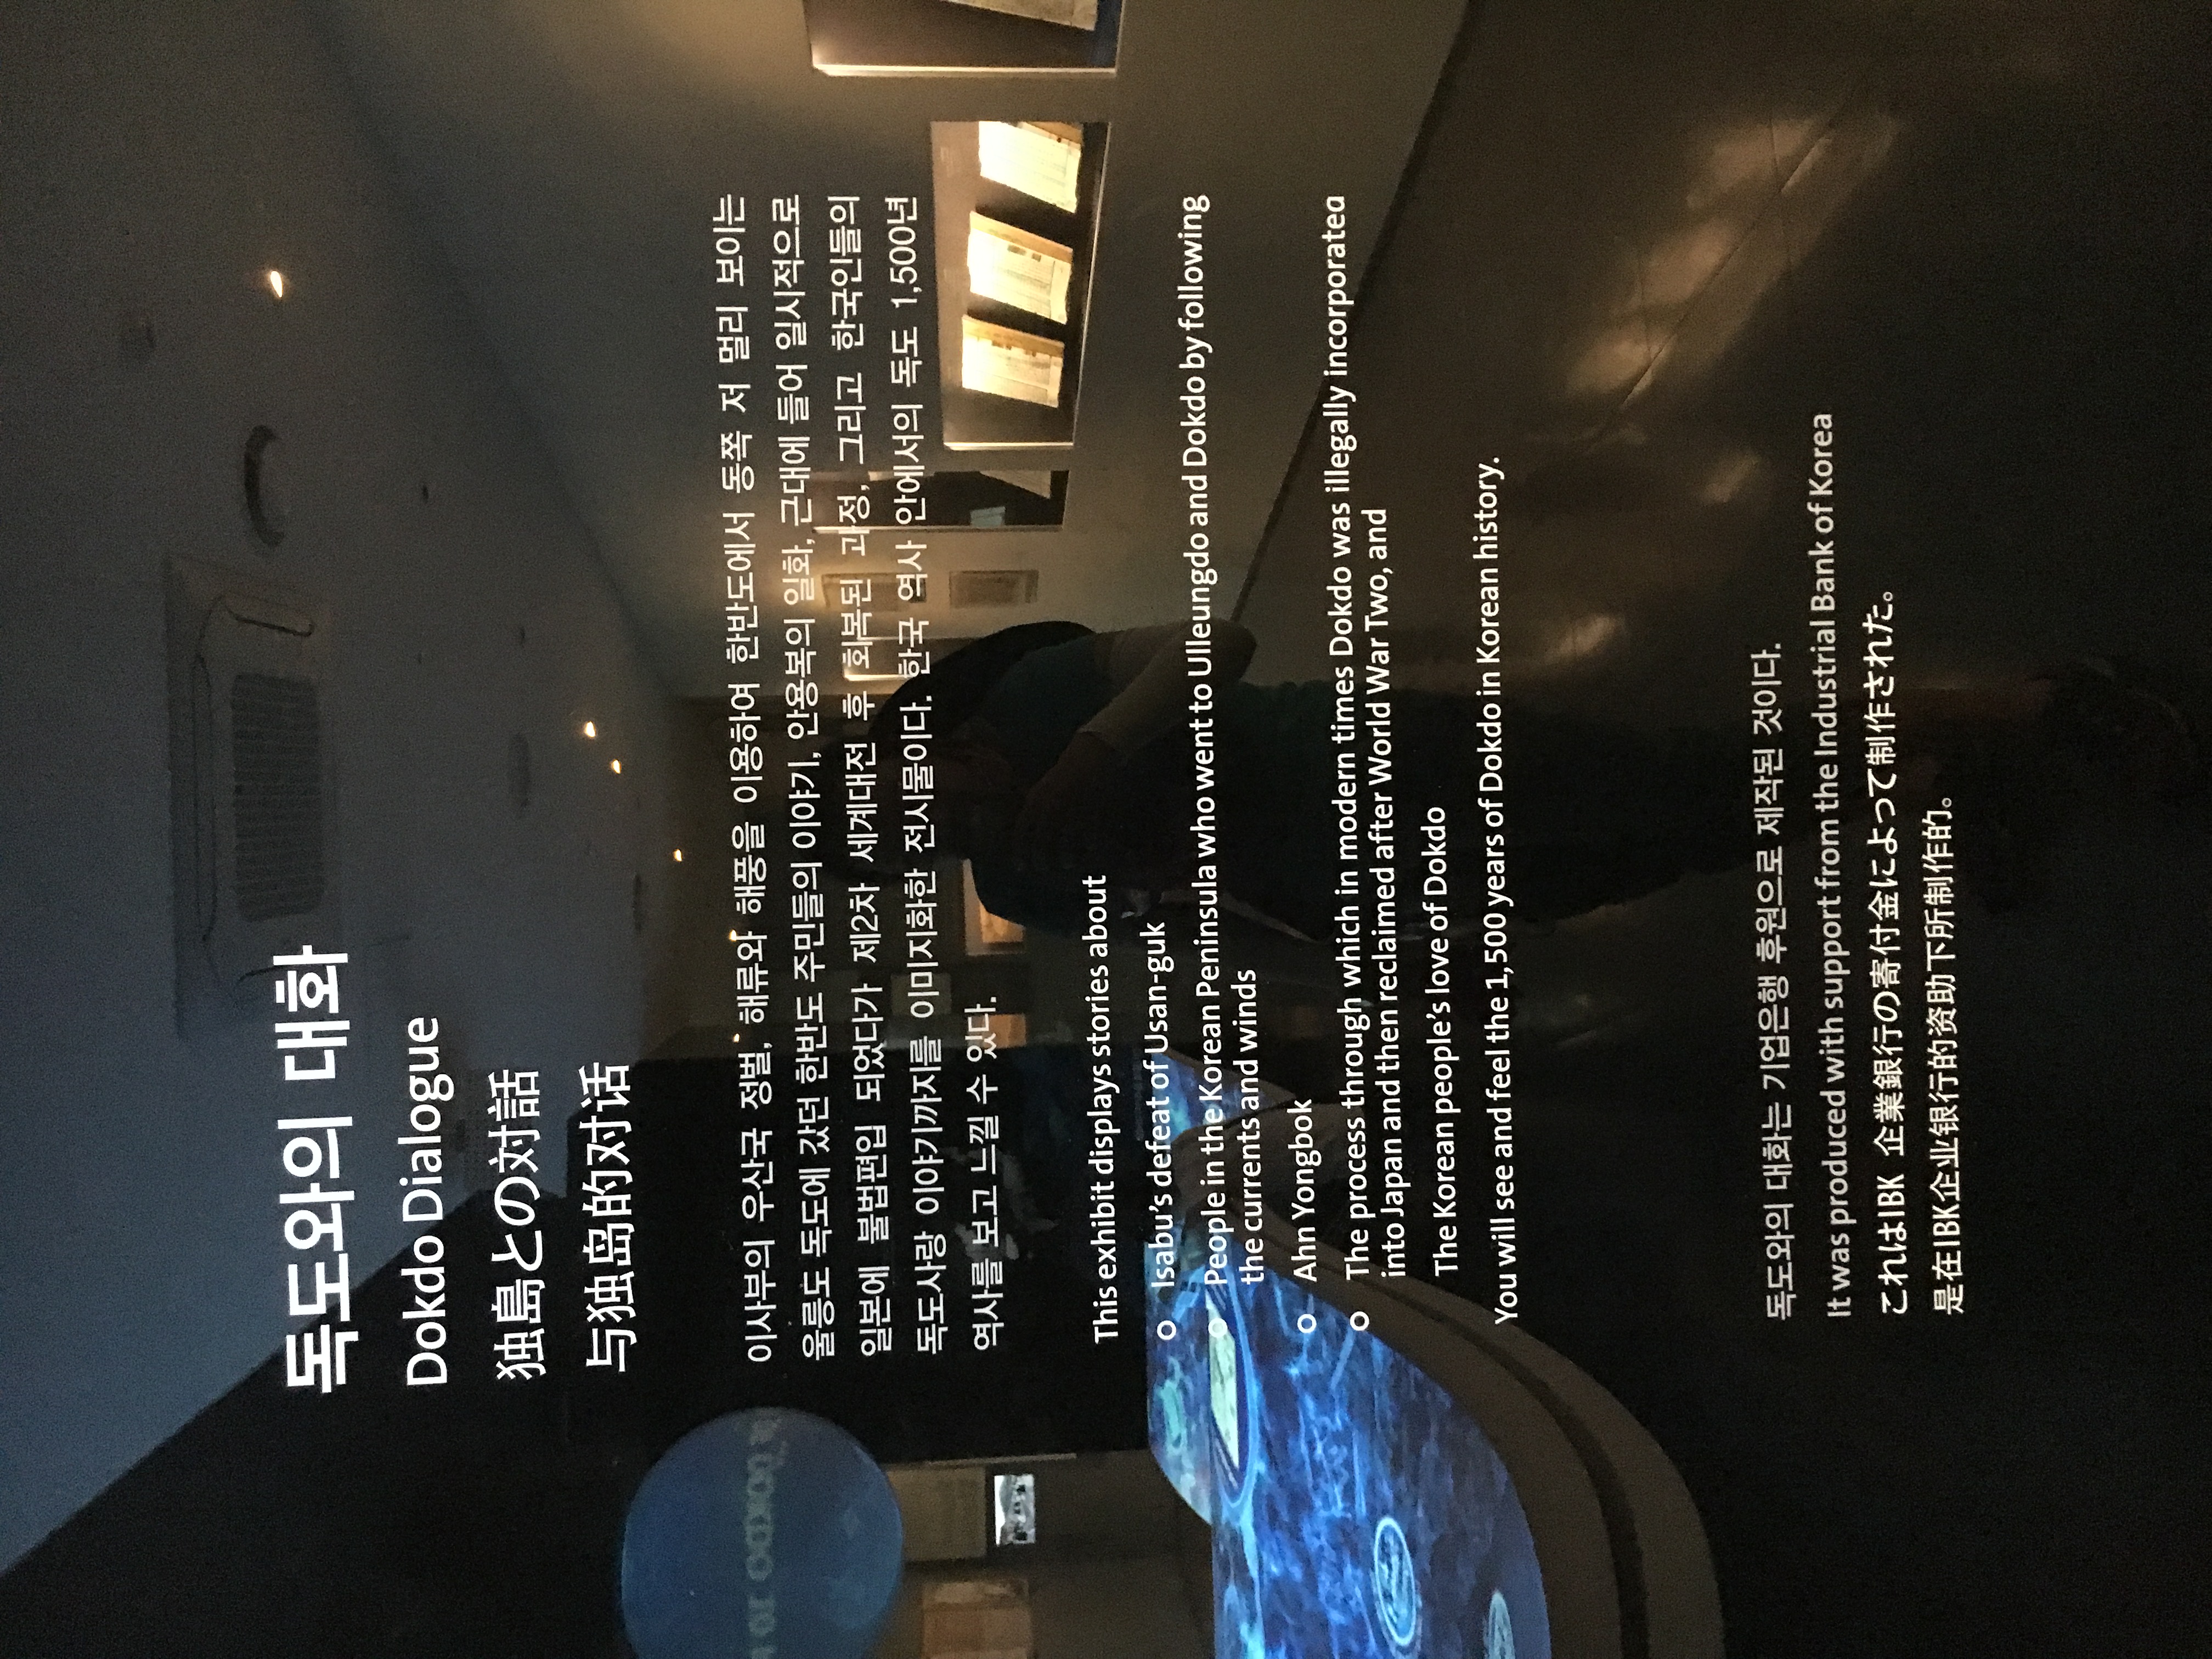 독도와의 대화
Dokdo Dialogue
独島との対話
与独岛的对话
이사부의 우산국 정벌, 해류와 해풍을 이용하여 한반도에서 동쪽 저 멀리 보이는
울릉도 독도에 갔던 한반도 주민들의 이야기, 안용복의 일화, 근대에 들어 일시적으로
일본에 불법편입 되었다가 제2차 세계대전 후 회복된 과정, 그리고 한국인들의
독도사랑 이야기까지를 이미지화한 전시물이다. 한국 역사 안에서의 독도 1,500년
역사를 보고 느낄 수 있다.
This exhibit displays stories about
Isabu's defeat of Usan-guk
People in the Korean Peninsula who went to Ulleungdo and Dokdo by following
the currents and winds
Ahn Yongbok
The process through which in modern times Dokdo was illegally incorporated
into Japan and then reclaimed after World War Two, and
The Korean people's love of Dokdo
You will see and feel the 1,500 years of Dokdo in Korean history.
독도와의 대화는 기업은행 후원으로 제작된 것이다.
It was produced with support from the Industrial Bank of Korea
これはIBK 企業銀行の寄付金によって制作された。
是在IBK企业银行的资助下所制作的。